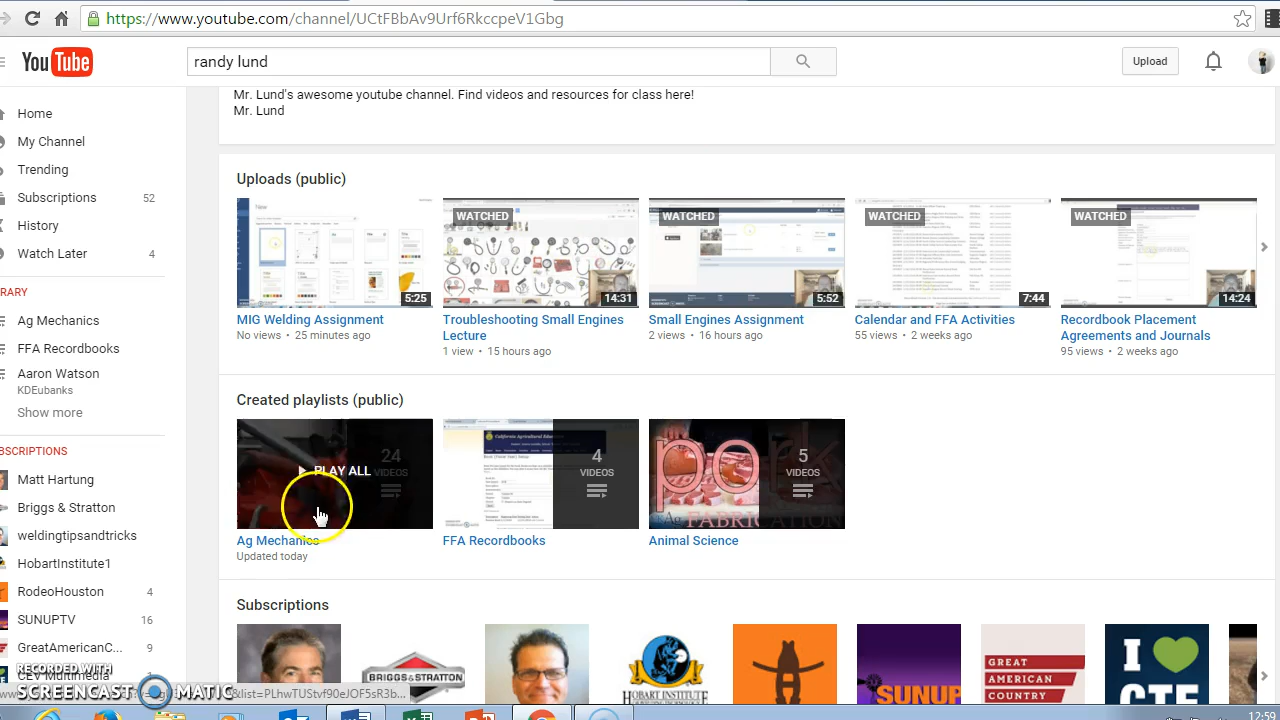 https://www.youtube.com/channel/UCtFBbAv9Urf6RkccpeV1Gbg
YouTube
randy lund
Upload
Mr. Lund's awesome youtube channel. Find videos and resources for class here!
Mr. Lund
Home
My Channel
Trending
Subscriptions 52
History
Watch Later
Ag Mechanics
FFA Recordbooks
Aaron Watson
KDEubanks
Show more
Matt Hartung
Briggs & Stratton
weldingtipsandtricks
HobartInstitute1
RodeoHouston 4
SUNUPTV 16
GreatAmericanC... 9
Uploads (public)
5:25
WATCHED 14:31
WATCHED 5:52
WATCHED 7:44
WATCHED 14:24
New Welding Assignment
No views • 25 minutes ago
Troubleshooting Small Engines
Lecture
1 view • 15 hours ago
Small Engines Assignment
2 views • 16 hours ago
Calendar and FFA Activities
55 views • 2 weeks ago
Recordbook Placement
Agreements and Journals
95 views • 2 weeks ago
Created playlists (public)
PLAY ALL
24
VIDEOS
4
VIDEOS
5
VIDEOS
FABRICATION
Ag Mechanics
Updated today
FFA Recordbooks
Animal Science
Subscriptions
BRIGGS & STRATTON
HOBART INSTITUTE
SUNUP
GREAT
AMERICAN
COUNTRY
I
CTE
RECORDED WITH
SCREENCAST MATIC
12:59